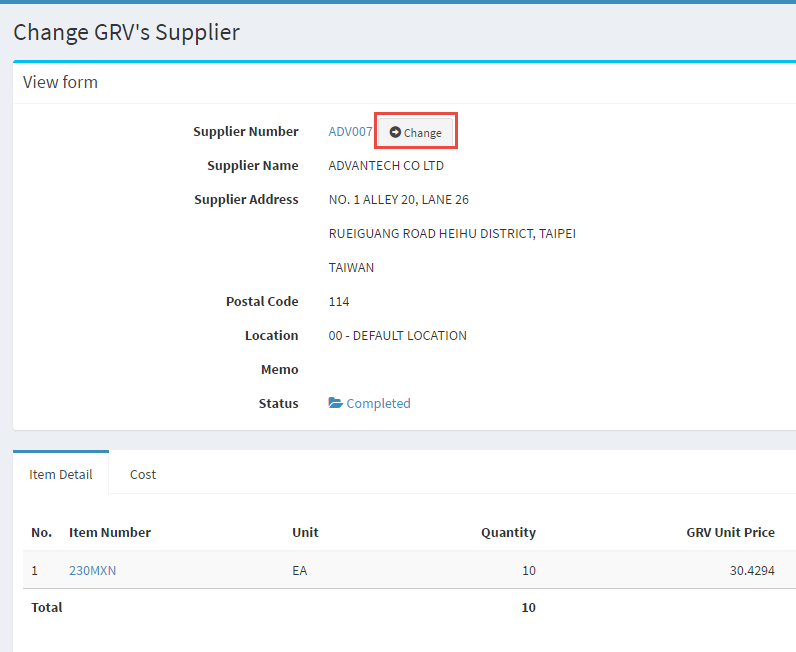 Change GRV's Supplier
View form
Supplier Number ADV007 Change
Supplier Name ADVANTECH CO LTD
Supplier Address NO. 1 ALLEY 20, LANE 26
RUEIGUANG ROAD HEIHU DISTRICT, TAIPEI
TAIWAN
Postal Code 114
Location 00 - DEFAULT LOCATION
Memo
Status Completed
Item Detail Cost
No. Item Number Unit Quantity GRV Unit Price
1 230MXN EA 10 30.4294
Total 10